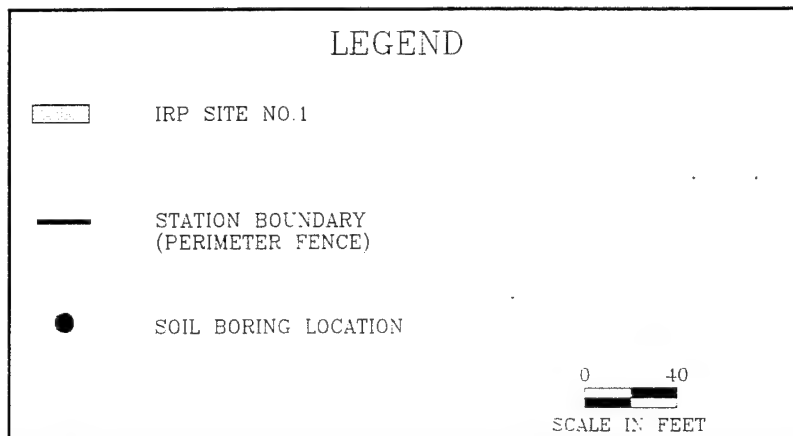 LEGEND
IRP SITE NO.1
STATION BOUNDARY
(PERIMETER FENCE)
SOIL BORING LOCATION
0 40
SCALE IN FEET